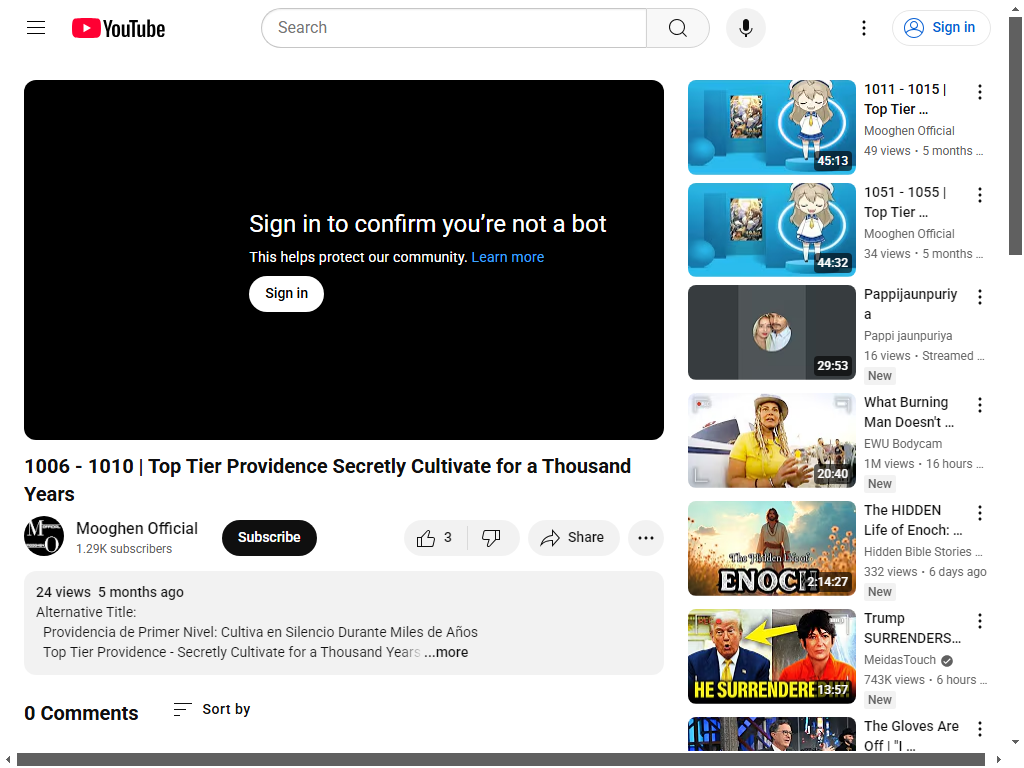 YouTube
Search
Sign in
Sign in to confirm you’re not a bot
This helps protect our community. Learn more
Sign in
1006 - 1010 | Top Tier Providence Secretly Cultivate for a Thousand
Years
Mooghen Official
1.29K subscribers
Subscribe
3
Share
24 views 5 months ago
Alternative Title:
Providencia de Primer Nivel: Cultiva en Silencio Durante Miles de Años
Top Tier Providence - Secretly Cultivate for a Thousand Years ...more
0 Comments
Sort by
45:13
1011 - 1015 |
Top Tier ...
Mooghen Official
49 views • 5 months ...
44:32
1051 - 1055 |
Top Tier ...
Mooghen Official
34 views • 5 months ...
29:53
Pappijaunpuriy
a
Pappi jaunpuriya
16 views • Streamed ...
New
20:40
What Burning
Man Doesn't ...
EWU Bodycam
1M views • 16 hours ...
New
The Hidden Life of
ENOCH
2:14:27
The HIDDEN
Life of Enoch: ...
Hidden Bible Stories ...
332 views • 6 days ago
New
HE SURRENDERE
13:57
Trump
SURRENDERS...
MeidasTouch
743K views • 6 hours ...
New
The Gloves Are
Off | "I ...